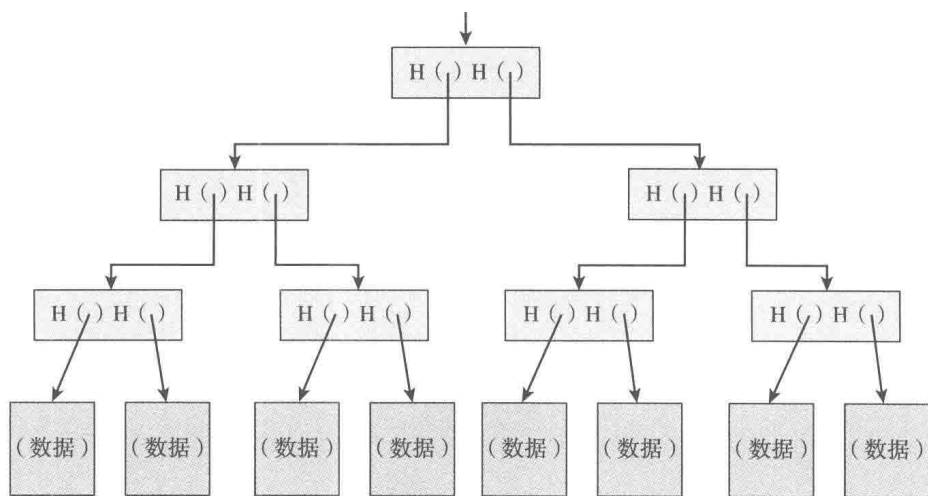 H（ ）H（ ）
H（ ）H（ ） H（ ）H（ ）
H（ ）H（ ） H（ ）H（ ） H（ ）H（ ） H（ ）H（ ）
（数据） （数据） （数据） （数据） （数据） （数据） （数据） （数据）